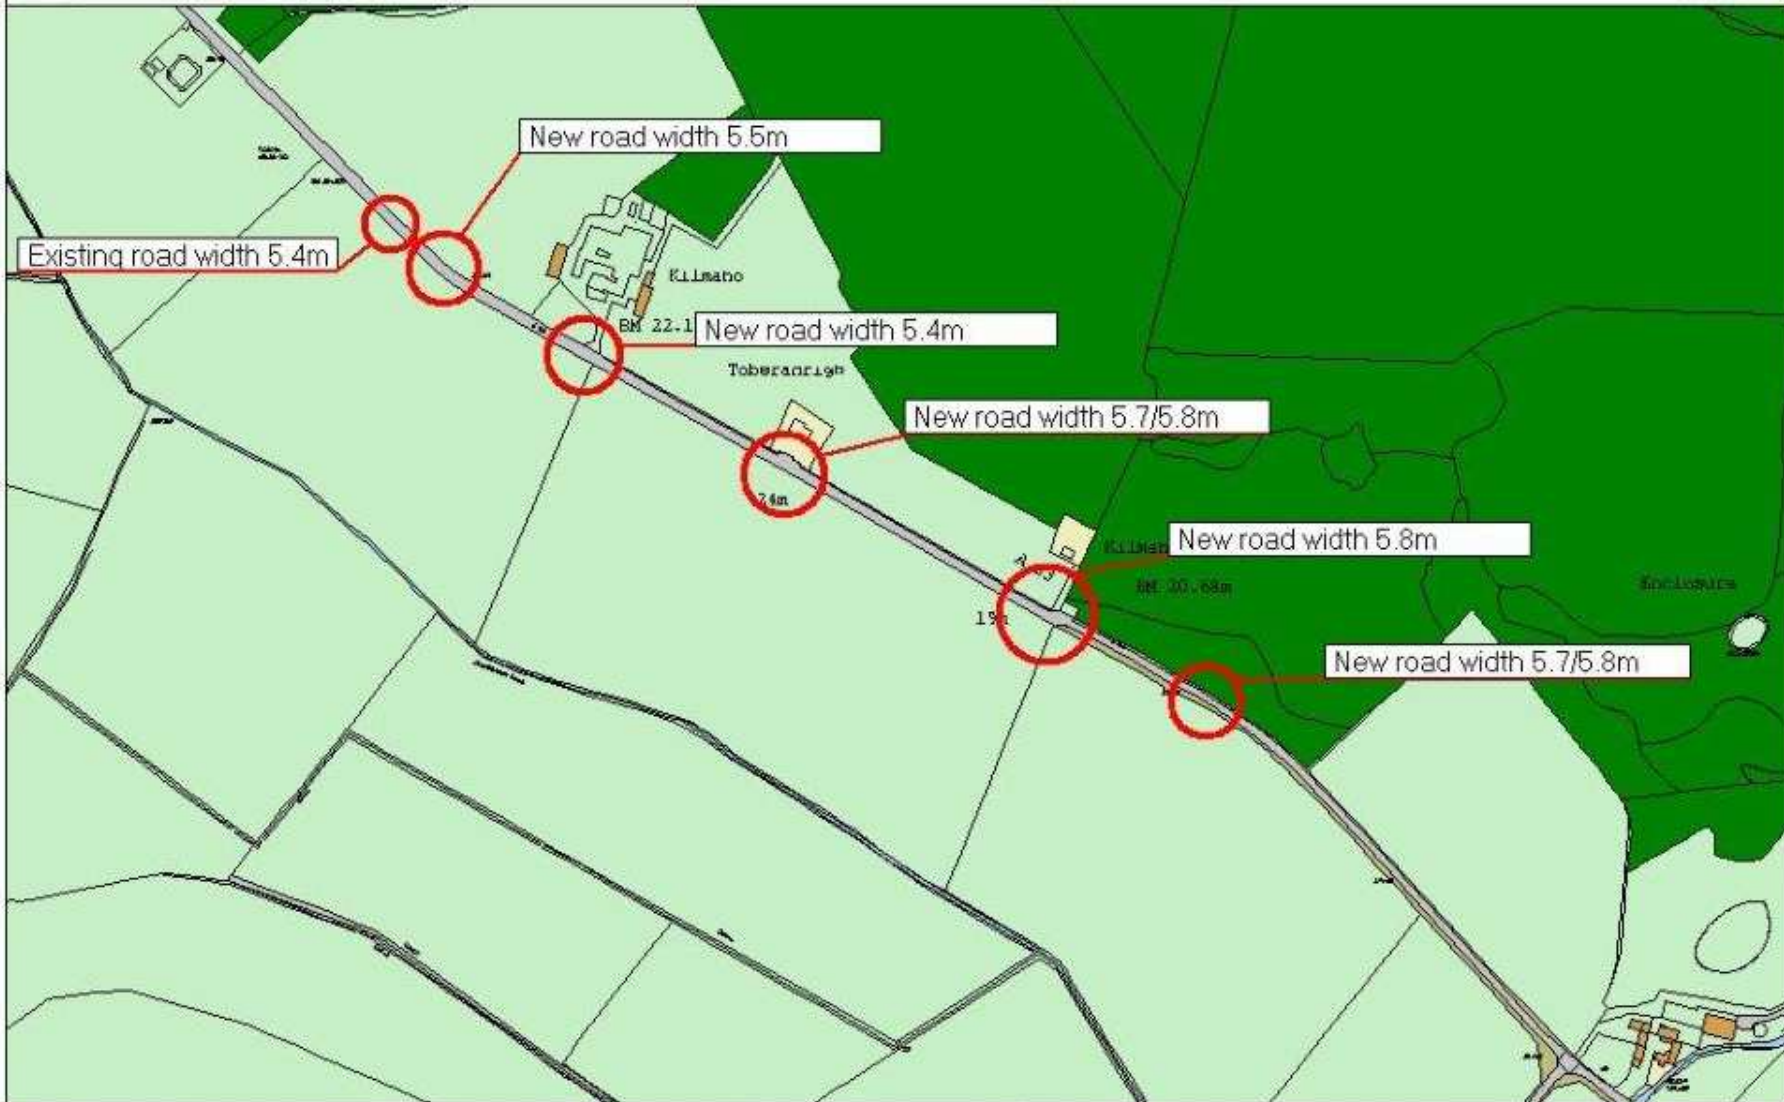 New road width 5.5m
Existing road width 5.4m
Kilmano
BM 22.1
New road width 5.4m
Toberanrigh
New road width 5.7/5.8m
24m
New road width 5.8m
Kilman
BM 20.68m
Enclosure
19m
New road width 5.7/5.8m